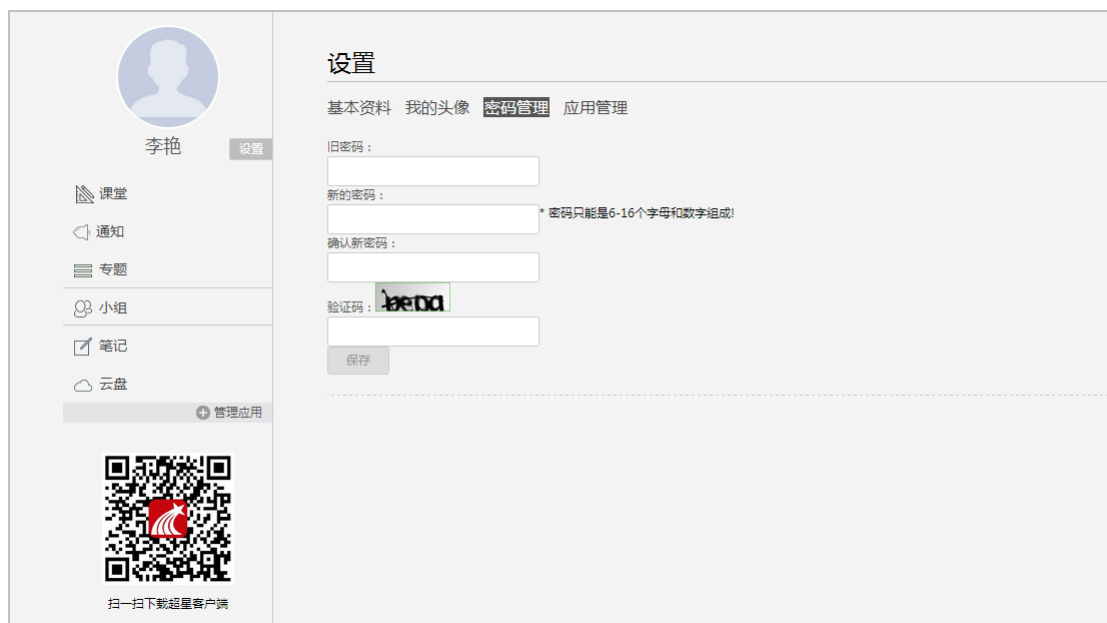 李艳
设置
课堂
通知
专题
小组
笔记
云盘
管理应用
扫一扫下载超星客户端
设置
基本资料 我的头像 密码管理 应用管理
旧密码：
新的密码：
* 密码只能是6-16个字母和数字组成!
确认新密码：
验证码：
保存